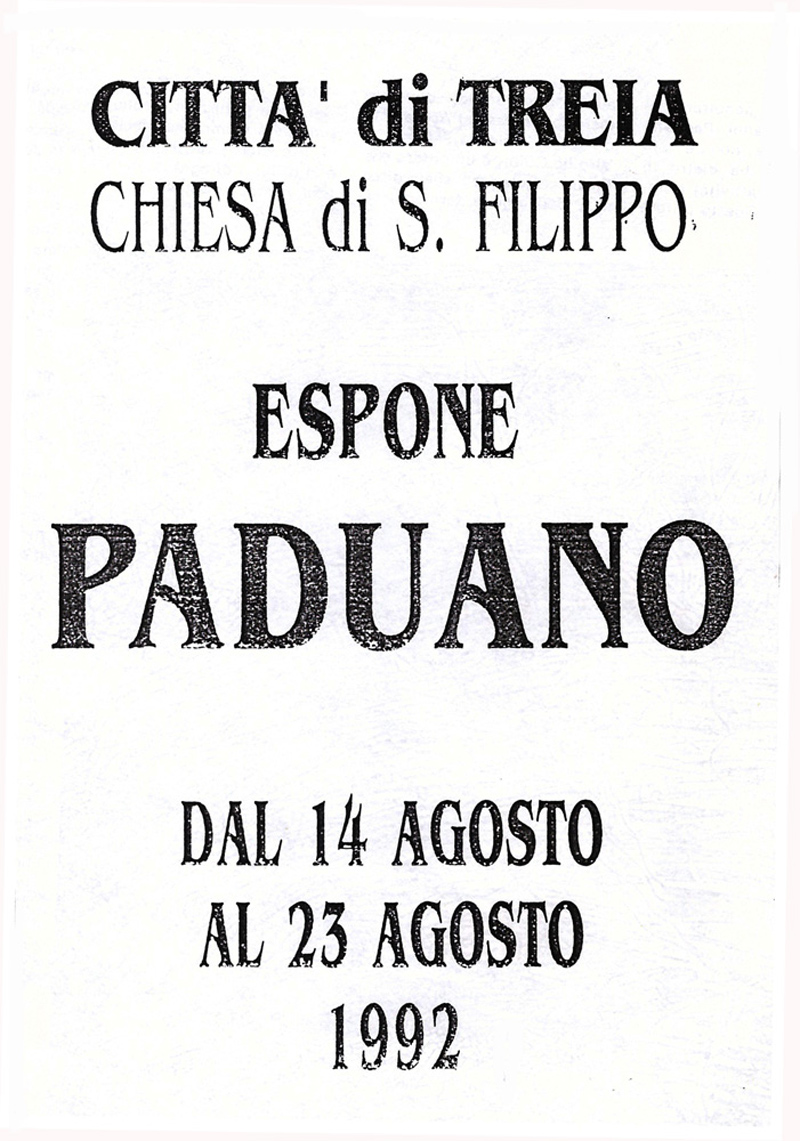 CITTA' di TREIA
CHIESA di S. FILIPPO
ESPONE
PADUANO
DAL 14 AGOSTO
AL 23 AGOSTO
1992